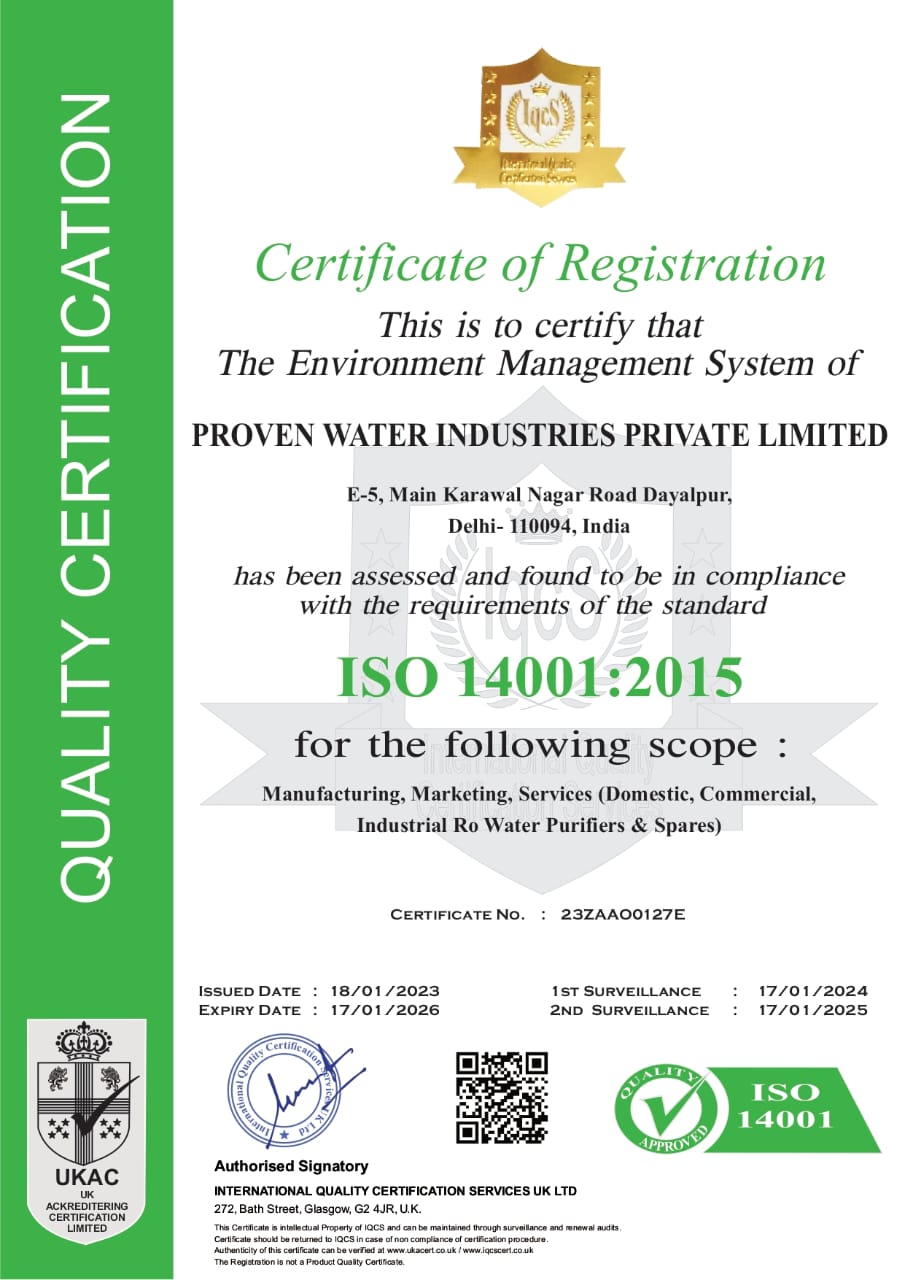 QUALITY CERTIFICATION
IqcS
International Quality
Certification Services
Certificate of Registration
This is to certify that
The Environment Management System of
PROVEN WATER INDUSTRIES PRIVATE LIMITED
E-5, Main Karawal Nagar Road Dayalpur,
Delhi- 110094, India
has been assessed and found to be in compliance
with the requirements of the standard
IqcS
ISO 14001:2015
for the following scope :
International Quality
Certification Services
Manufacturing, Marketing, Services (Domestic, Commercial,
Industrial Ro Water Purifiers & Spares)
CERTIFICATE NO. : 23ZAAO0127E
ISSUED DATE : 18/01/2023
EXPIRY DATE : 17/01/2026
1ST SURVEILLANCE : 17/01/2024
2ND SURVEILLANCE : 17/01/2025
International Quality Certification Services UK Ltd
QUALITY
APPROVED
ISO
14001
UKAC
UK
ACKREDITERING
CERTIFICATION
LIMITED
Authorised Signatory
INTERNATIONAL QUALITY CERTIFICATION SERVICES UK LTD
272, Bath Street, Glasgow, G2 4JR, U.K.
This Certificate is intellectual Property of IQCS and can be maintained through surveillance and renewal audits.
Certificate should be returned to IQCS in case of non compliance of certification procedure.
Authenticity of this certificate can be verified at www.ukacert.co.uk / www.iqcscert.co.uk
The Registration is not a Product Quality Certificate.